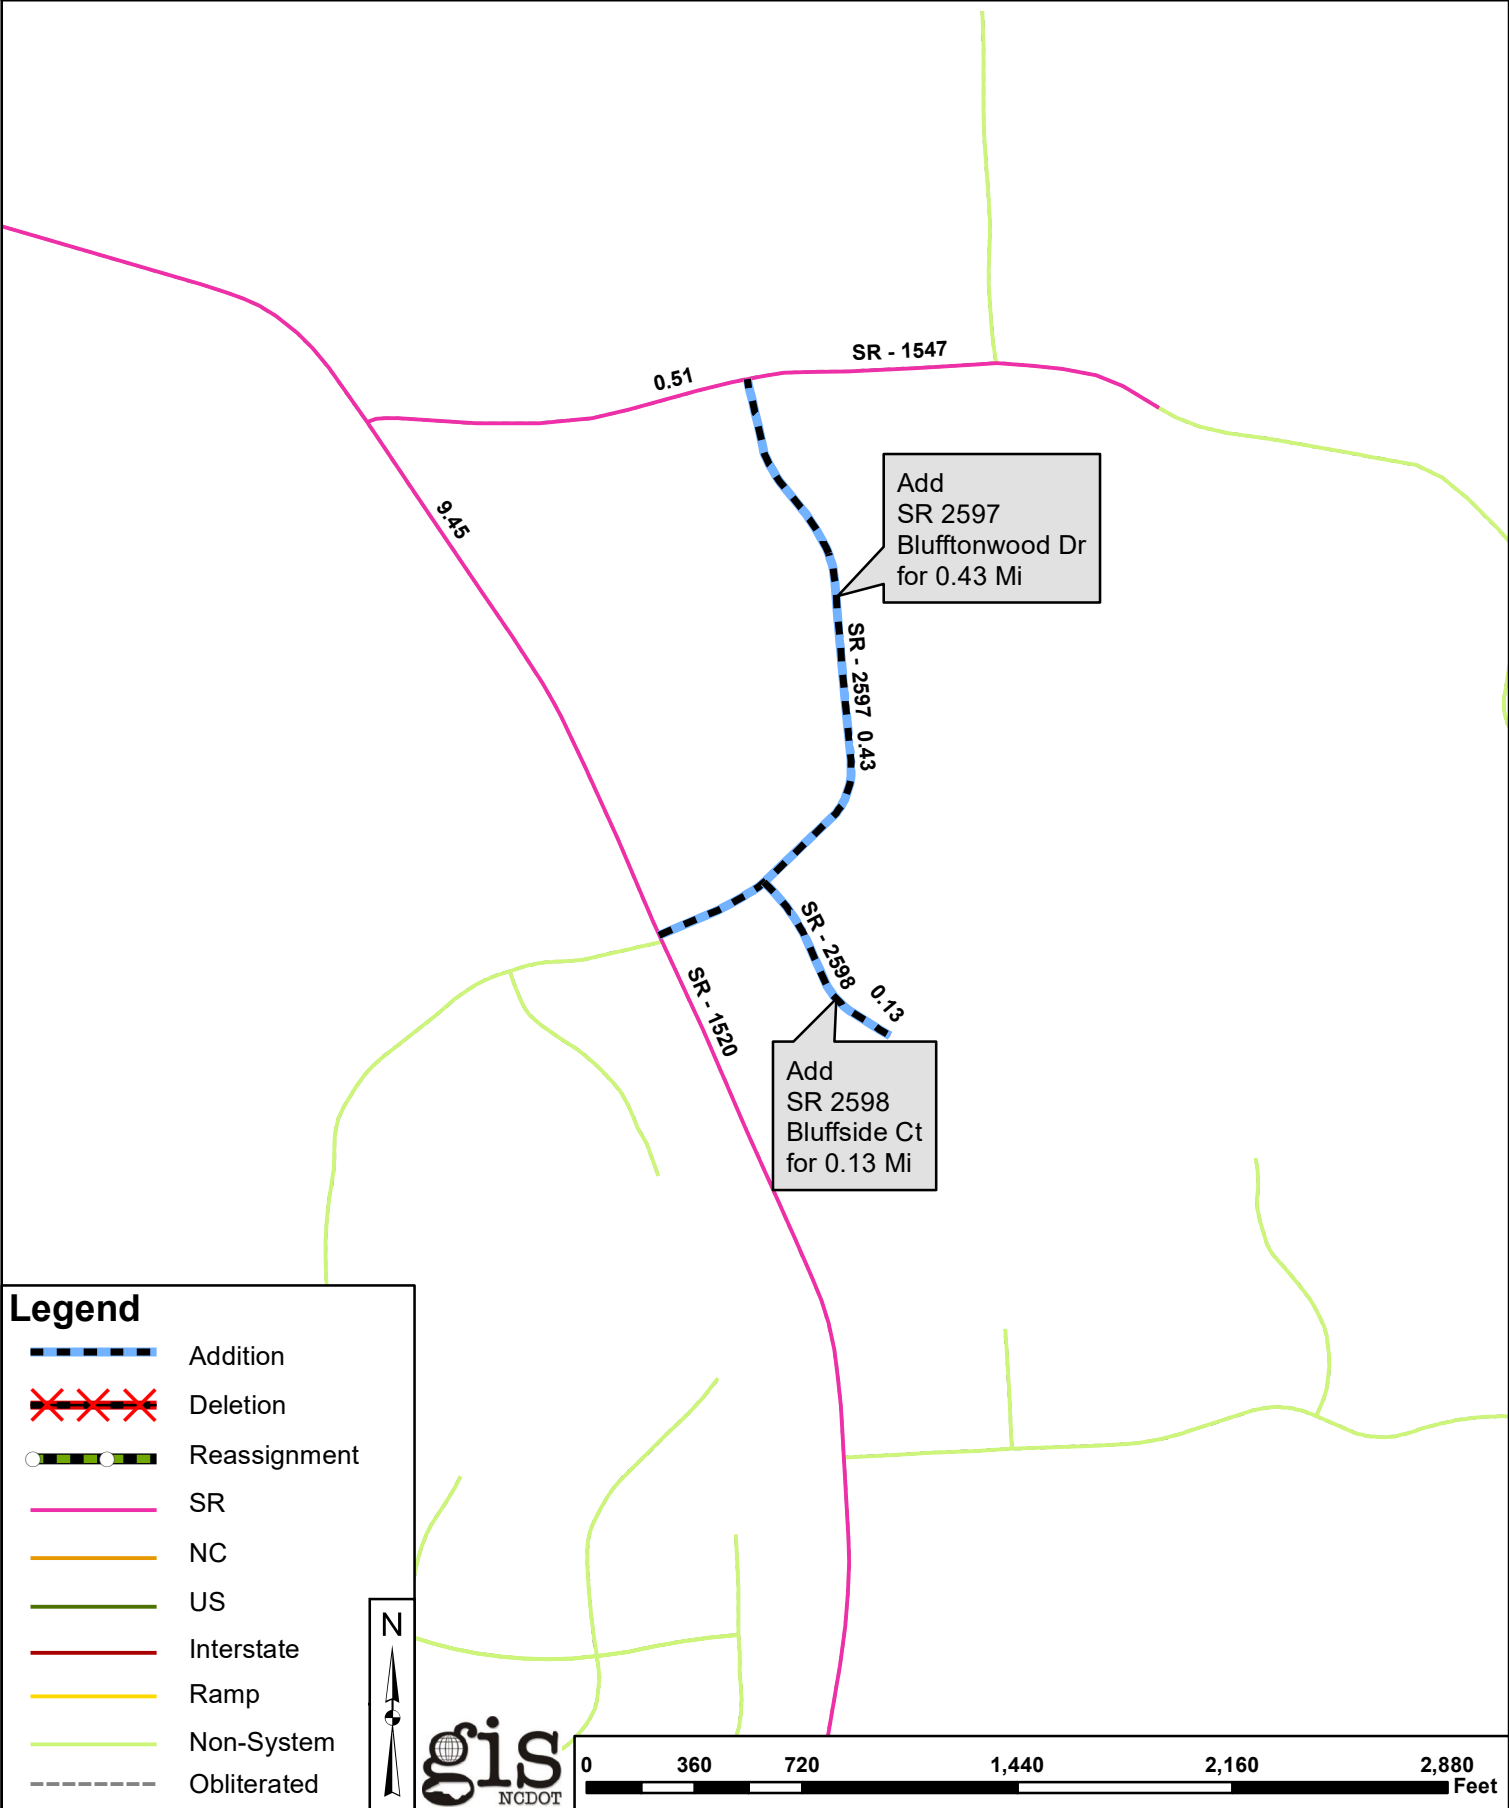 SR - 1547
0.51
9.45
Add
SR 2597
Blufftonwood Dr
for 0.43 Mi
SR - 2597 0.43
SR - 2598 0.13
SR - 1520
Add
SR 2598
Bluffside Ct
for 0.13 Mi
Legend
Addition
Deletion
Reassignment
SR
NC
US
Interstate
Ramp
Non-System
Obliterated
N
gis
NCDOT
0 360 720 1,440 2,160 2,880
Feet